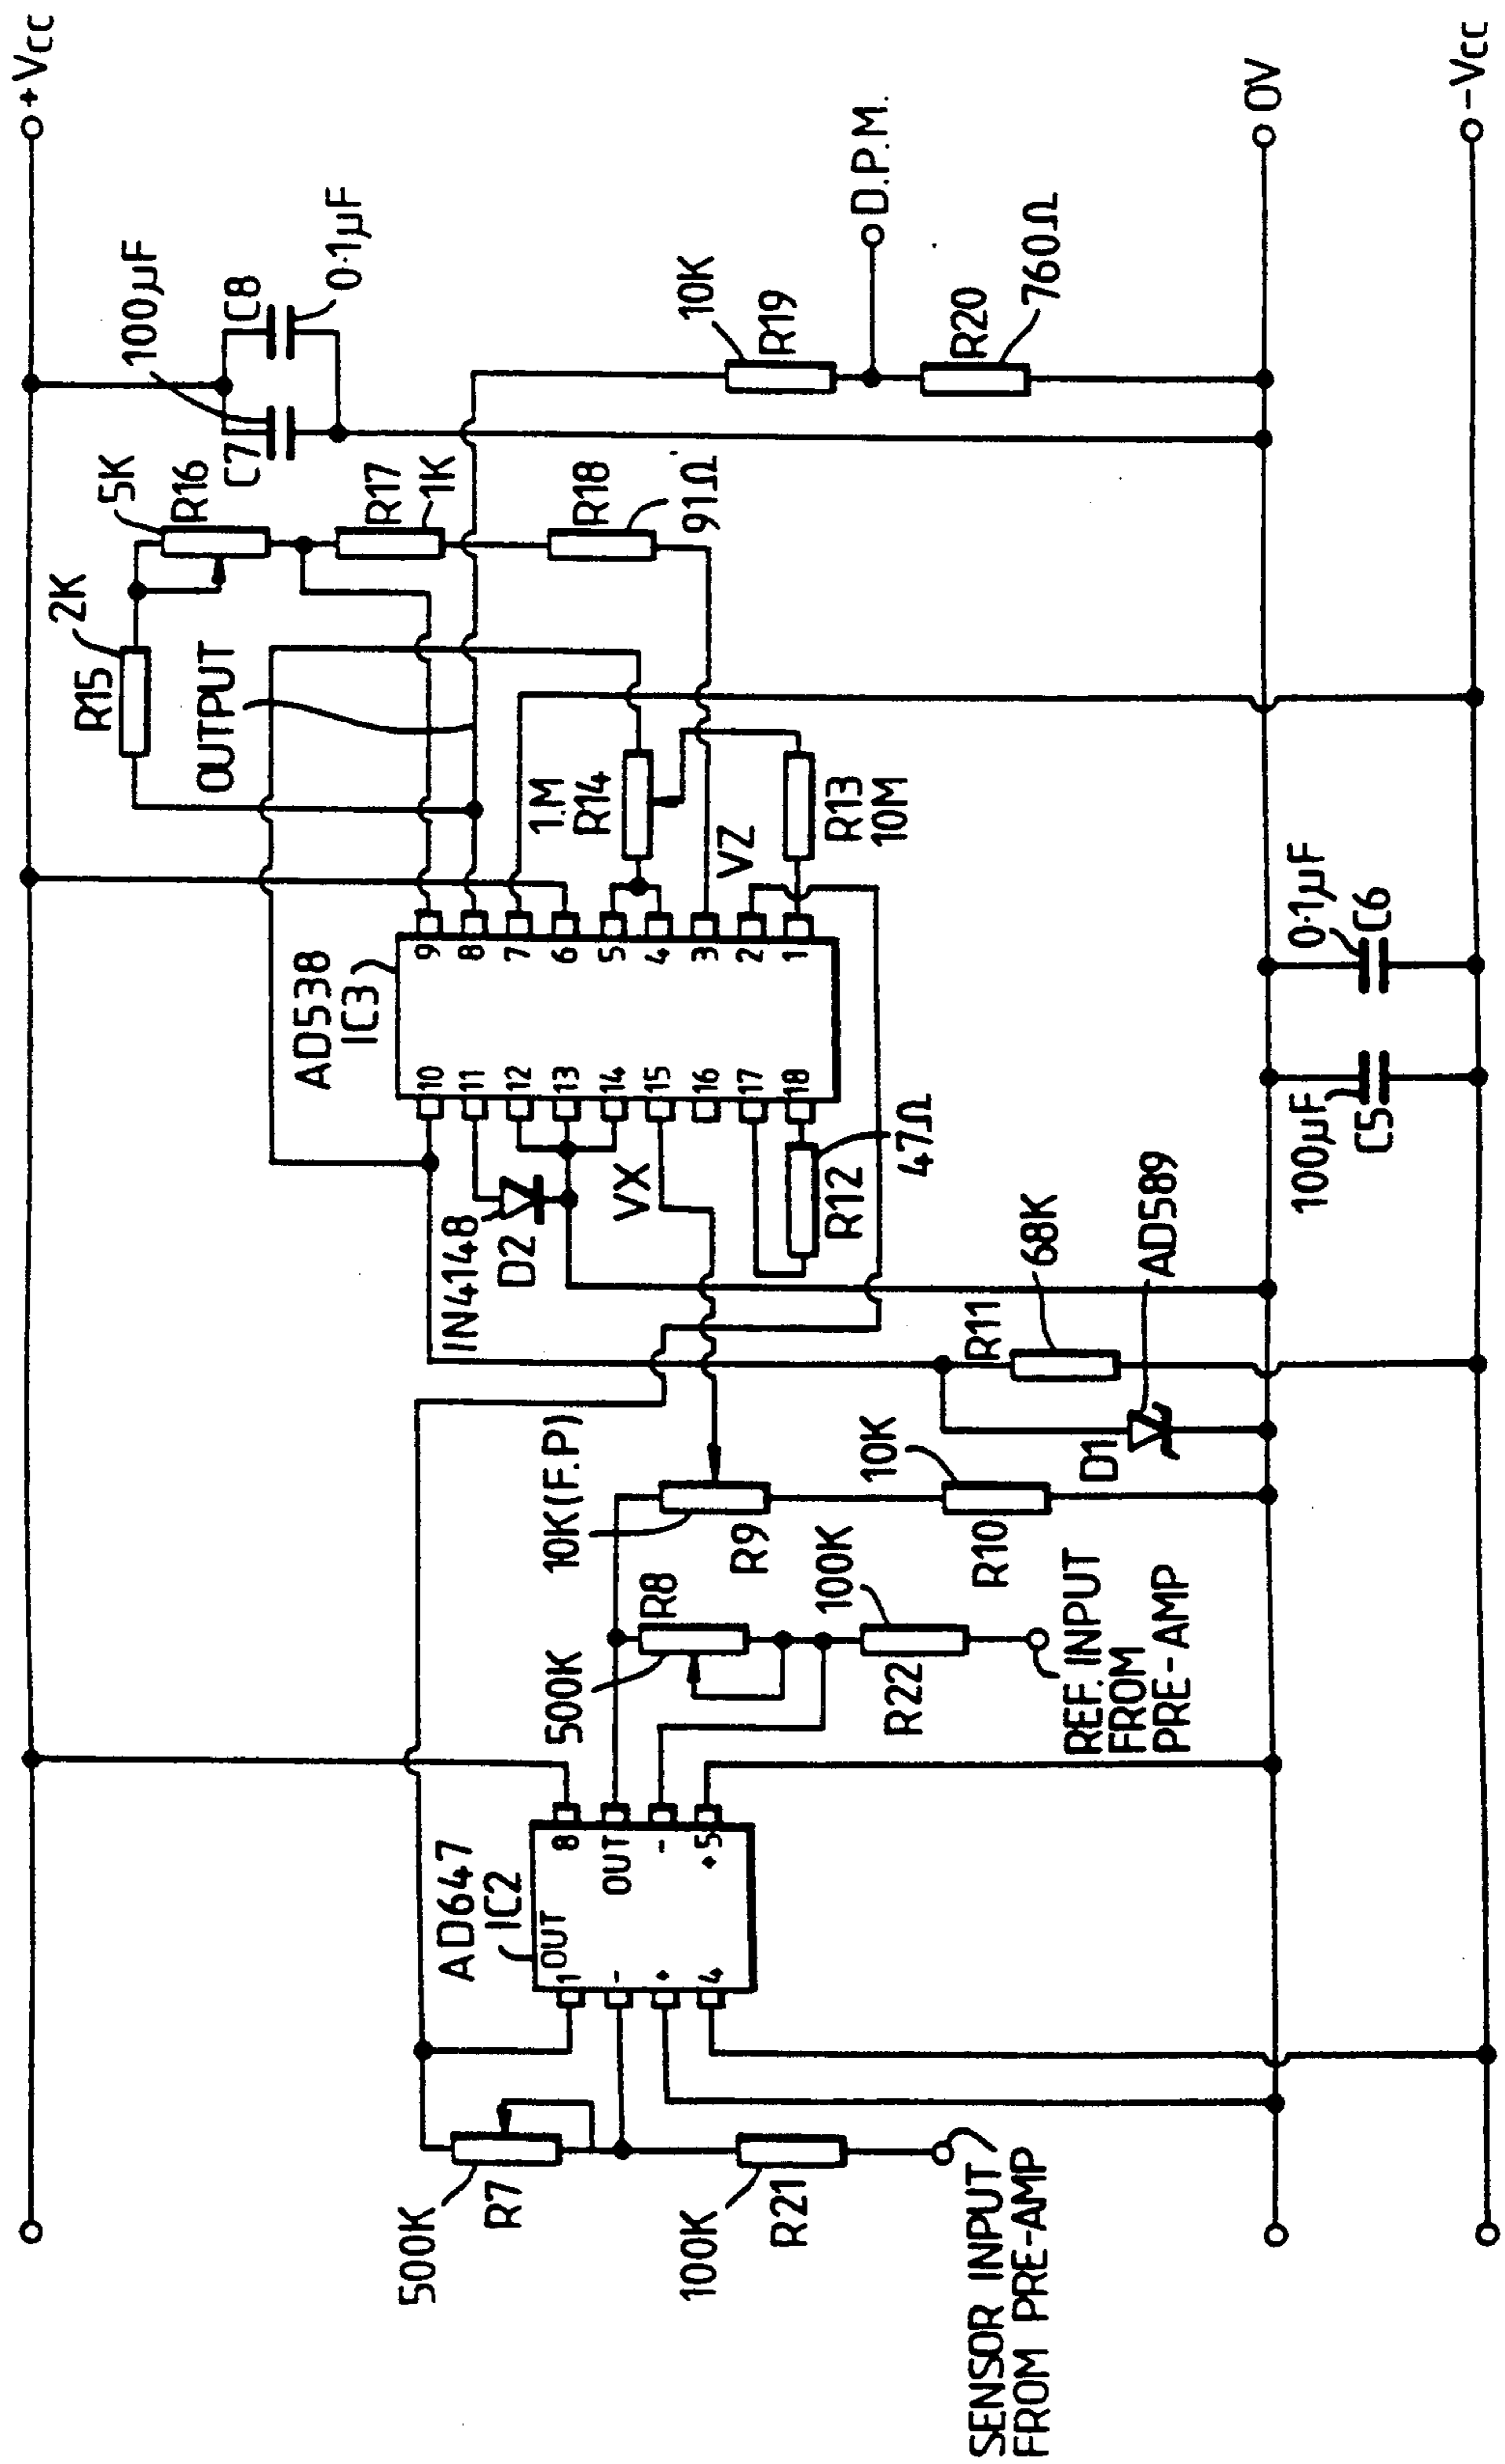 +Vcc
2K
5K
R15
R16
100µF
C7
C8
0·1µF
OUTPUT
R17
1K
10K
R19
D.P.M.
R18
91Ω
R20
760Ω
0V
-Vcc
AD538
IC3
9
8
7
6
5
4
3
2
1
10
11
12
13
14
15
16
17
18
1.M
R14
VZ
R13
10M
IN4148
D2
VX
R12
47Ω
0·1µF
C6
100µF
C5
R11
68K
AD589
D1
10K(F.P)
R9
10K
R10
500K
R8
100K
R22
REF. INPUT
FROM
PRE-AMP
AD647
IC2
OUT
1
-
+
4
8
OUT
-
+5
500K
R7
100K
R21
SENSOR INPUT
FROM PRE-AMP